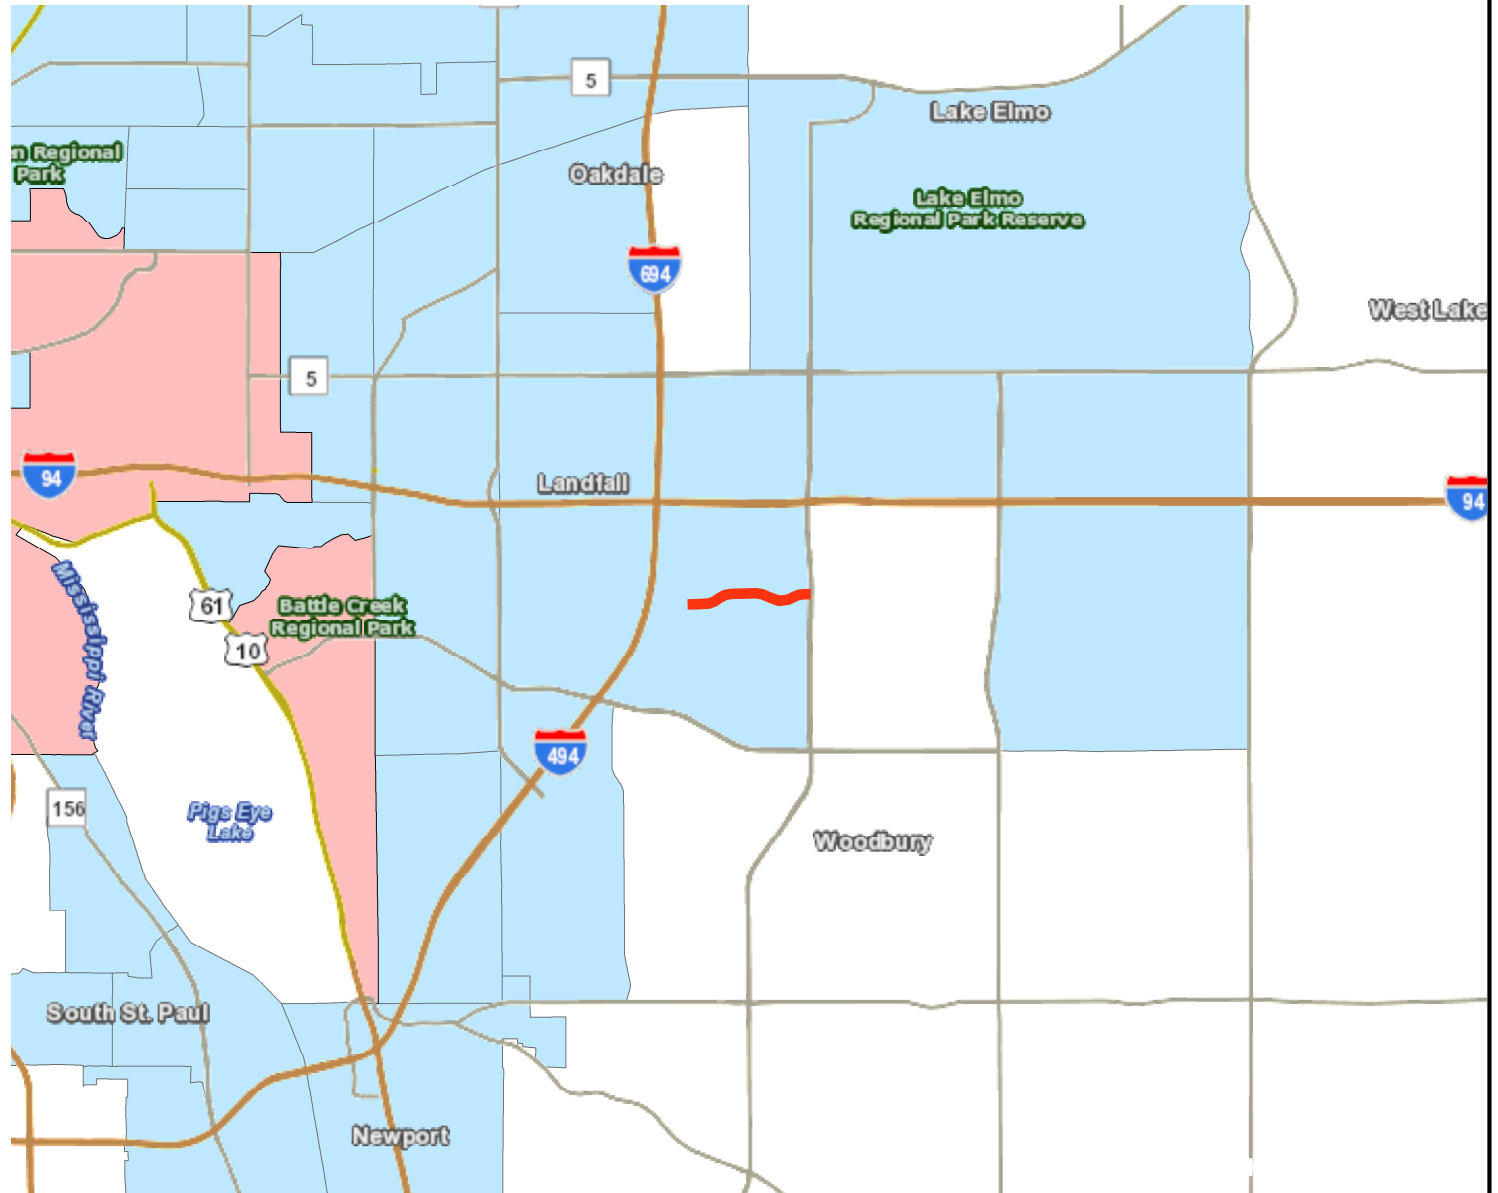 5
Lake Elmo
n Regional
Park
Oakdale
Lake Elmo
Regional Park Reserve
694
West Lake
5
94
Landfall
94
Mississippi River
61
Battle Creek
Regional Park
10
494
156
Pigs Eye
Lake
Woodbury
South St. Paul
Newport